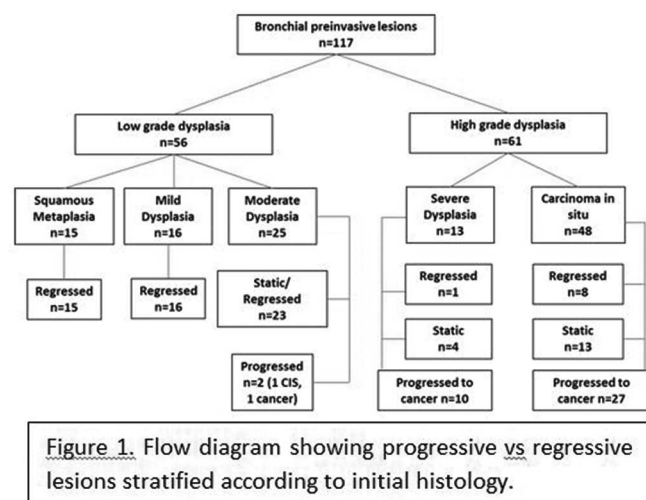 Bronchial preinvasive lesions
n=117
Low grade dysplasia
n=56
High grade dysplasia
n=61
Squamous
Metaplasia
n=15
Mild
Dysplasia
n=16
Moderate
Dysplasia
n=25
Severe
Dysplasia
n=13
Carcinoma in
situ
n=48
Regressed
n=15
Regressed
n=16
Static/
Regressed
n=23
Regressed
n=1
Regressed
n=8
Static
n=4
Static
n=13
Progressed
n=2 (1 CIS,
1 cancer)
Progressed to
cancer n=10
Progressed to
cancer n=27
Figure 1. Flow diagram showing progressive vs regressive
lesions stratified according to initial histology.